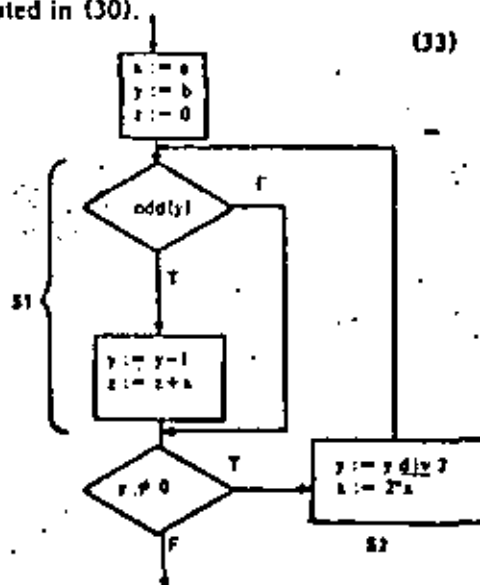 ated in (30).
(33)
x := a
y := b
z := 0
odd(y)
F
T
S1
y := y-1
z := z+x
y ≠ 0
T
y := y div 2
x := 2*x
F
S2